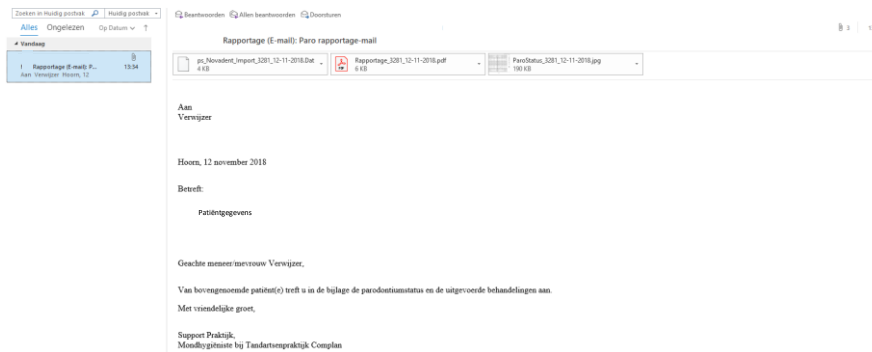 Zoeken in Huidig postvak
Huidig postvak
Alles Ongelezen Op Datum
Vandaag
Rapportage (E-mail): P...
13:34
Aan Verwijzer Hoorn, 12
Beantwoorden Allen beantwoorden Doorsturen
Rapportage (E-mail): Paro rapportage-mail
3
ps_Novadent_Import_3281_12-11-2018.Dat
4 KB
Rapportage_3281_12-11-2018.pdf
6 KB
ParoStatus_3281_12-11-2018.jpg
190 KB
Aan
Verwijzer
Hoorn, 12 november 2018
Betreft:
Patiëntgegevens
Geachte meneer/mevrouw Verwijzer,
Van bovengenoemde patiënt(e) treft u in de bijlage de parodontiumstatus en de uitgevoerde behandelingen aan.
Met vriendelijke groet,
Support Praktijk,
Mondhygiëniste bij Tandartsenpraktijk Complan